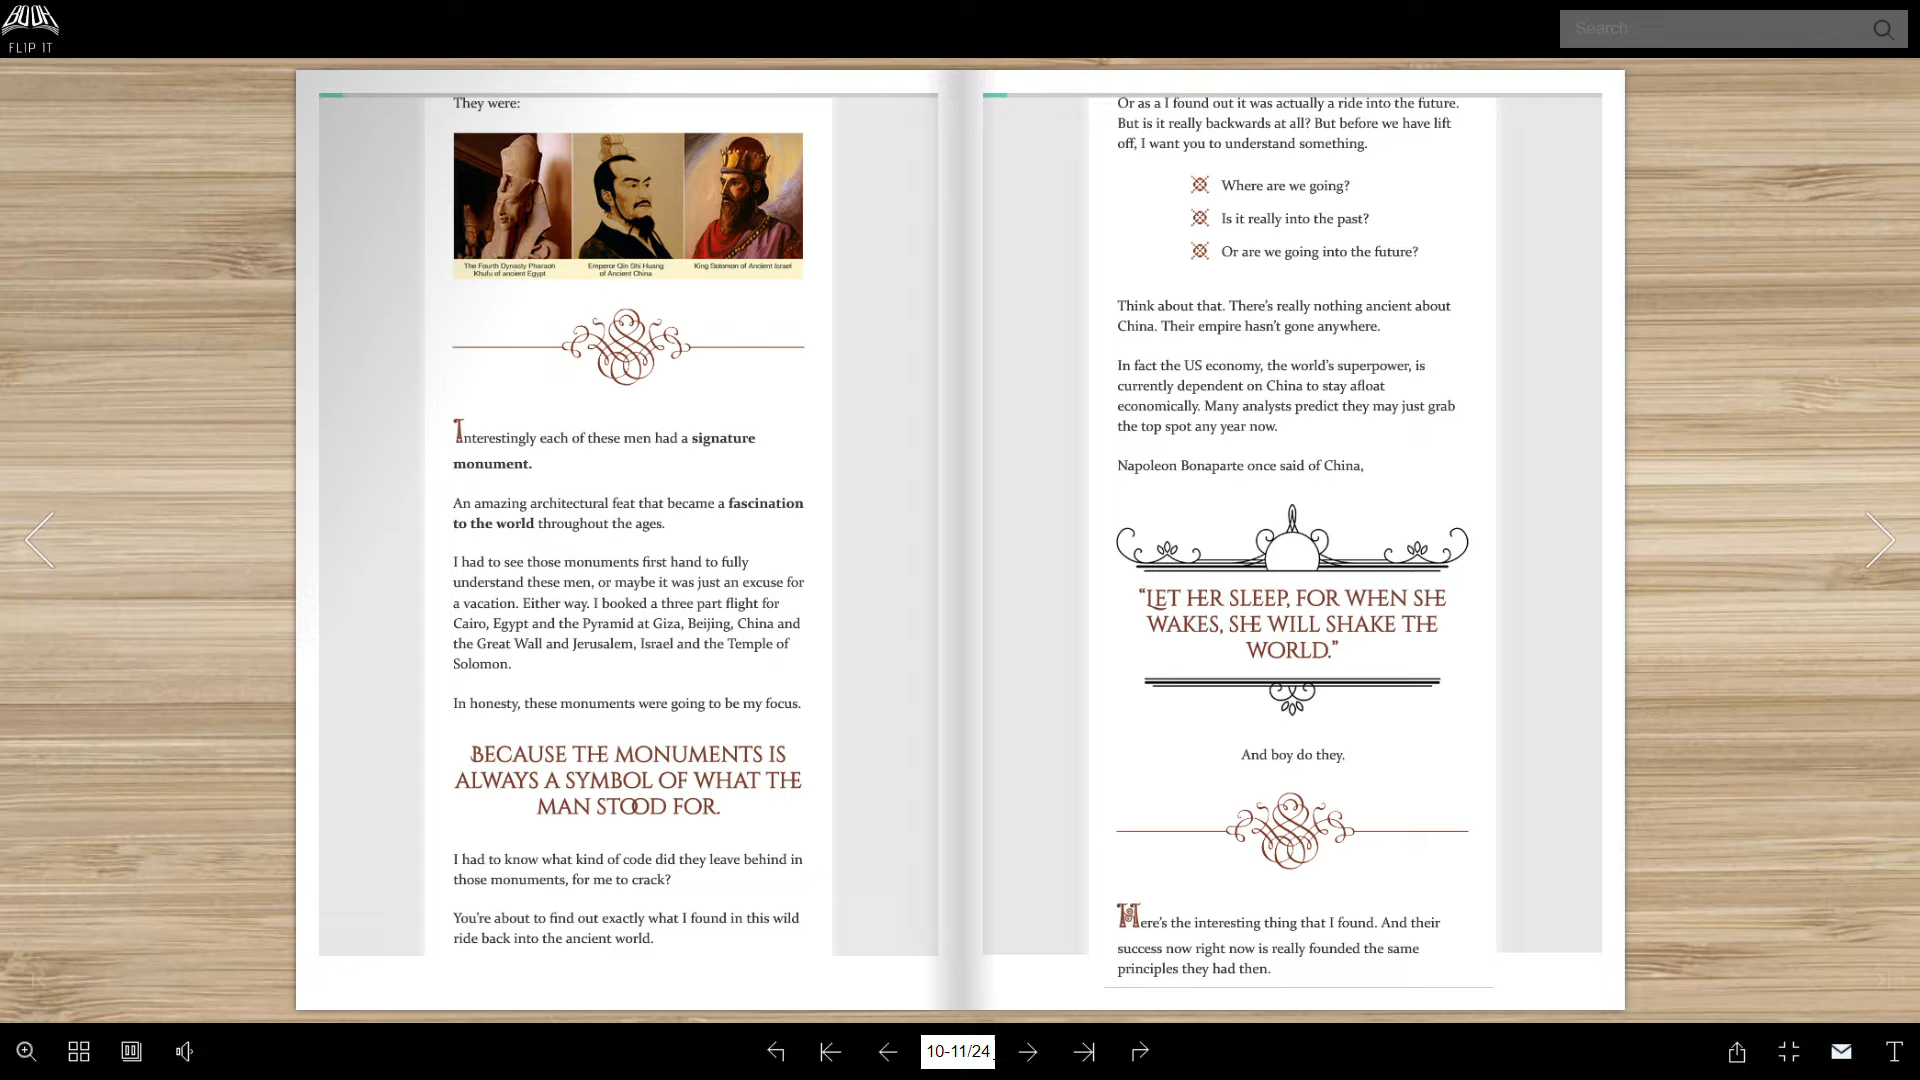 BOOK
FLIP IT
Search
They were:
The Fourth Dynasty Pharaoh
Khufu of ancient Egypt
Emperor Qin Shi Huang
of Ancient China
King Solomon of Ancient Israel
Interestingly each of these men had a signature
monument.
An amazing architectural feat that became a fascination
to the world throughout the ages.
I had to see those monuments first hand to fully
understand these men, or maybe it was just an excuse for
a vacation. Either way. I booked a three part flight for
Cairo, Egypt and the Pyramid at Giza, Beijing, China and
the Great Wall and Jerusalem, Israel and the Temple of
Solomon.
In honesty, these monuments were going to be my focus.
BECAUSE THE MONUMENTS IS
ALWAYS A SYMBOL OF WHAT THE
MAN STOOD FOR.
I had to know what kind of code did they leave behind in
those monuments, for me to crack?
You're about to find out exactly what I found in this wild
ride back into the ancient world.
Or as a I found out it was actually a ride into the future.
But is it really backwards at all? But before we have lift
off, I want you to understand something.
Where are we going?
Is it really into the past?
Or are we going into the future?
Think about that. There's really nothing ancient about
China. Their empire hasn't gone anywhere.
In fact the US economy, the world's superpower, is
currently dependent on China to stay afloat
economically. Many analysts predict they may just grab
the top spot any year now.
Napoleon Bonaparte once said of China,
“LET HER SLEEP, FOR WHEN SHE
WAKES, SHE WILL SHAKE THE
WORLD.”
And boy do they.
Here's the interesting thing that I found. And their
success now right now is really founded the same
principles they had then.
10-11/24